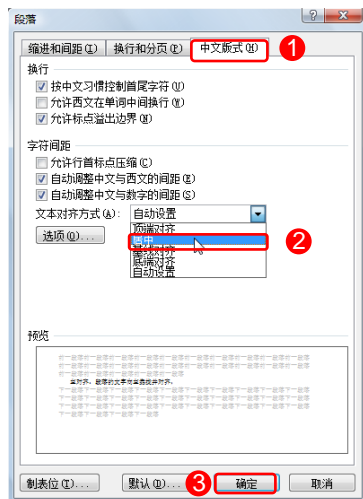 段落
缩进和间距(I) 换行和分页(P) 中文版式(H) 1
换行
按中文习惯控制首尾字符(U)
允许西文在单词中间换行(W)
允许标点溢出边界(N)
字符间距
允许行首标点压缩(C)
自动调整中文与西文的间距(E)
自动调整中文与数字的间距(S)
文本对齐方式(A): 自动设置
顶端对齐
选项(O)... 居中 2
基线对齐
底端对齐
自动设置
预览
制表位(T)... 默认(D)... 3 确定 取消